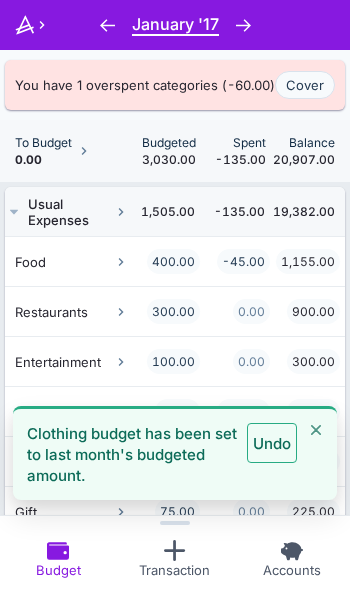 January '17
You have 1 overspent categories (-60.00) Cover
To Budget Budgeted Spent Balance
0.00 3,030.00 -135.00 20,907.00
Usual Expenses 1,505.00 -135.00 19,382.00
Food 400.00 -45.00 1,155.00
Restaurants 300.00 0.00 900.00
Entertainment 100.00 0.00 300.00
Clothing budget has been set
to last month's budgeted
amount.
Undo
Gift 75.00 0.00 225.00
Budget Transaction Accounts